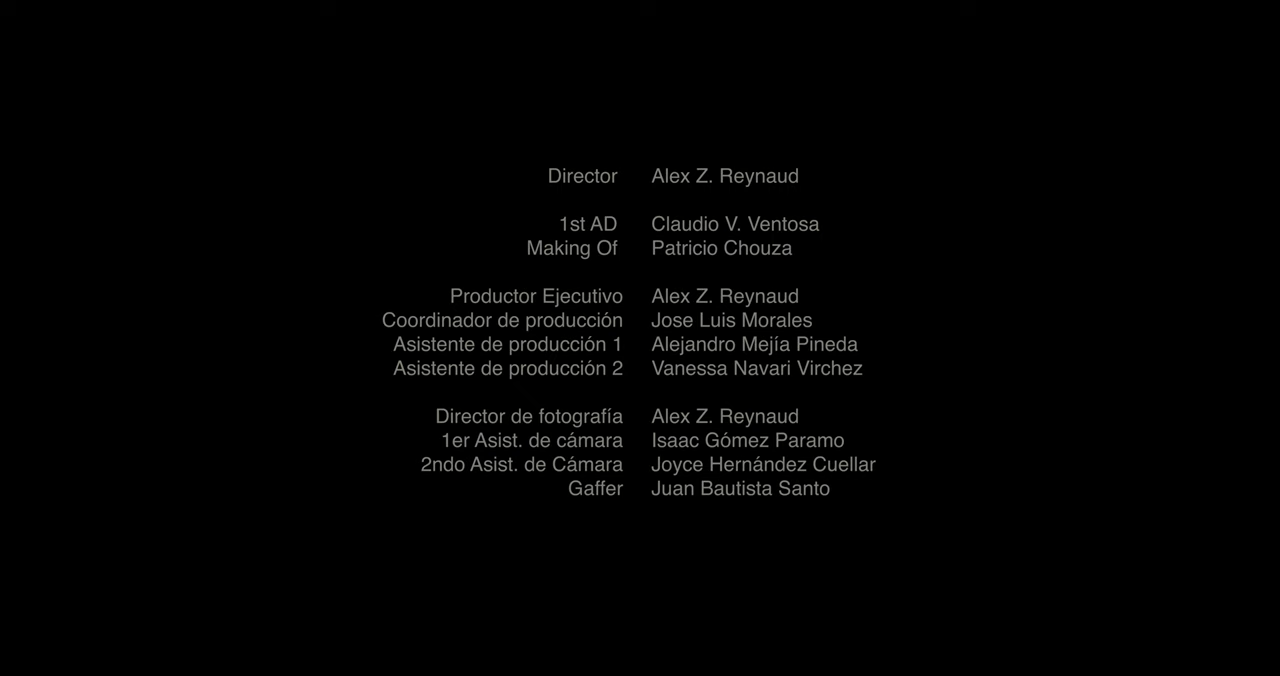 Director Alex Z. Reynaud
1st AD Claudio V. Ventosa
Making Of Patricio Chouza
Productor Ejecutivo Alex Z. Reynaud
Coordinador de producción Jose Luis Morales
Asistente de producción 1 Alejandro Mejía Pineda
Asistente de producción 2 Vanessa Navari Virchez
Director de fotografía Alex Z. Reynaud
1er Asist. de cámara Isaac Gómez Paramo
2ndo Asist. de Cámara Joyce Hernández Cuellar
Gaffer Juan Bautista Santo